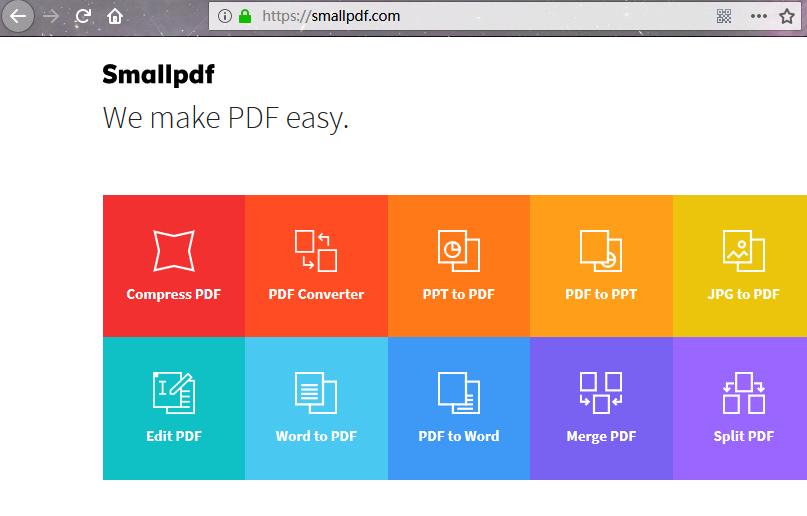 https://smallpdf.com
Smallpdf
We make PDF easy.
Compress PDF
PDF Converter
PPT to PDF
PDF to PPT
JPG to PDF
Edit PDF
Word to PDF
PDF to Word
Merge PDF
Split PDF